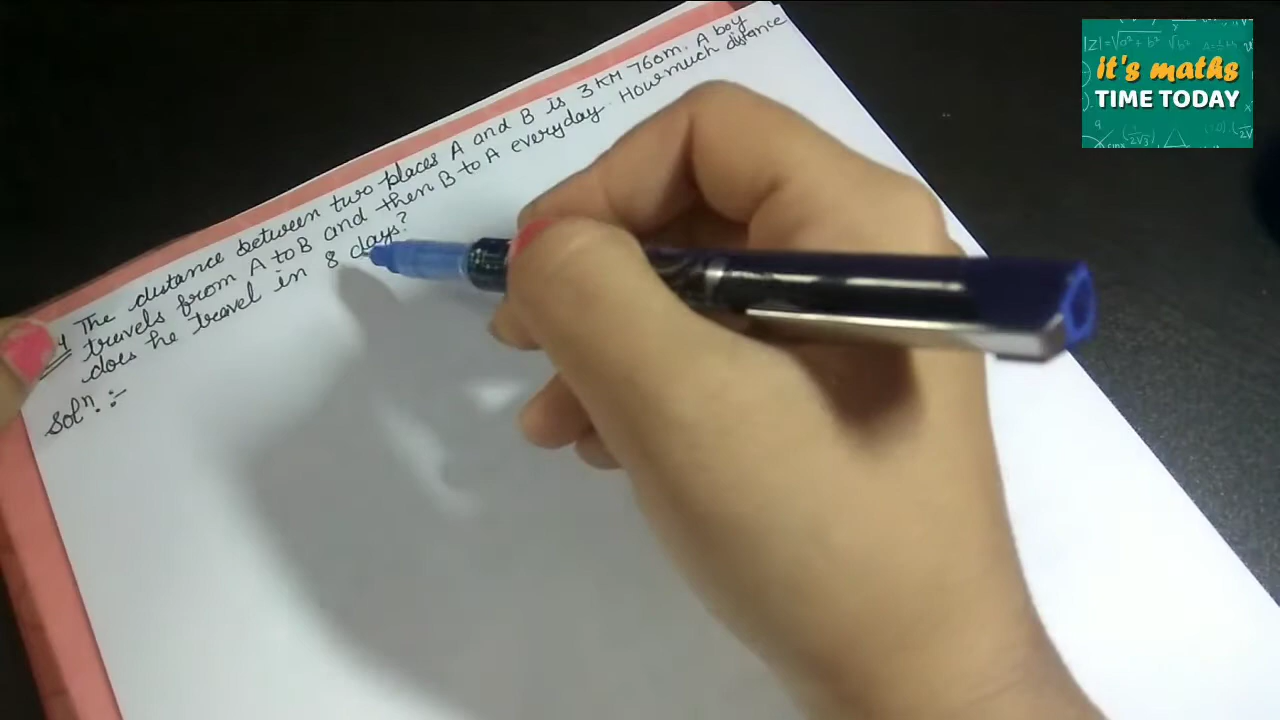 4 The distance between two places A and B is 3 KM 760m. A boy
travels from A to B and then B to A everyday. How much distance
does he travel in 8 days?
Solⁿ. :-
it's maths
TIME TODAY